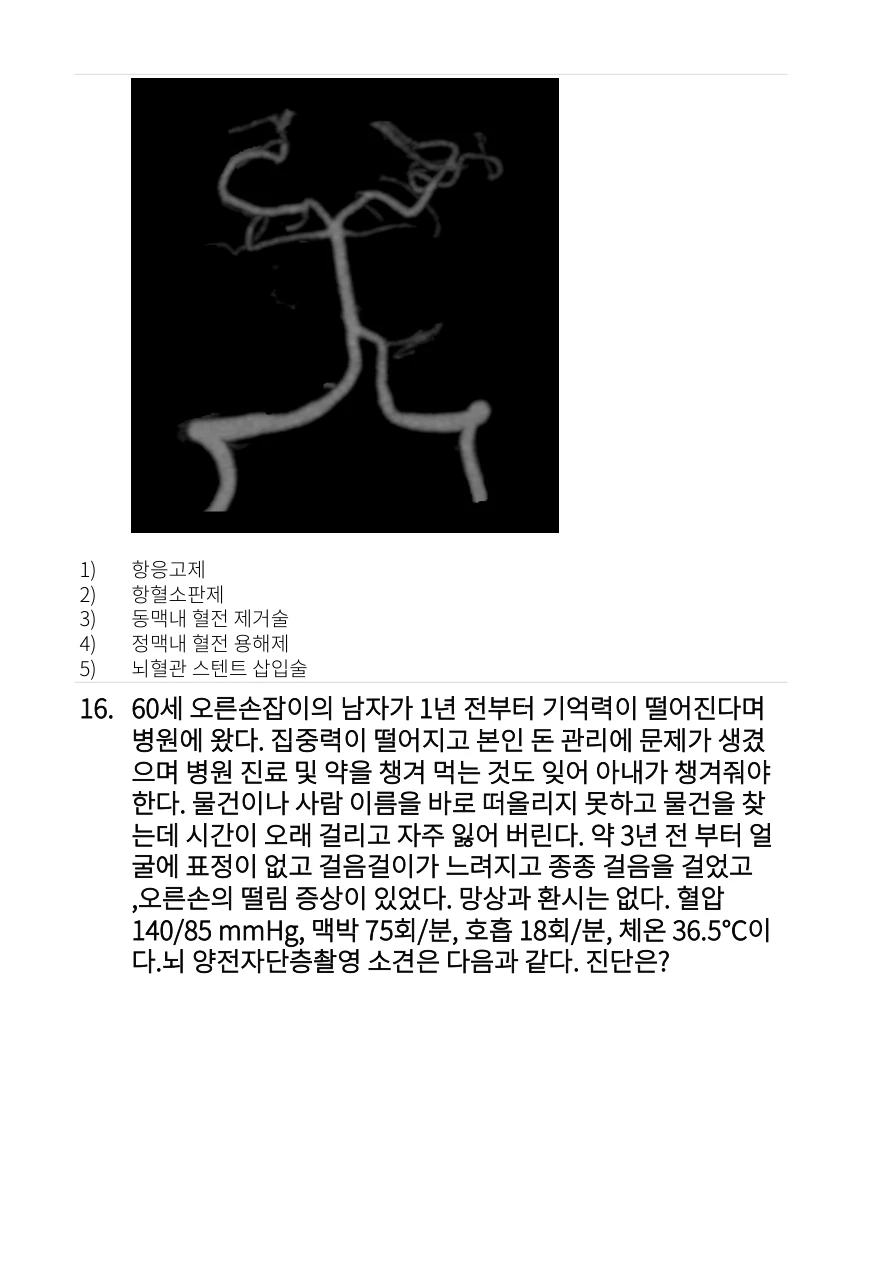 1) 항응고제
2) 항혈소판제
3) 동맥내 혈전 제거술
4) 정맥내 혈전 용해제
5) 뇌혈관 스텐트 삽입술
16. 60세 오른손잡이의 남자가 1년 전부터 기억력이 떨어진다며
병원에 왔다. 집중력이 떨어지고 본인 돈 관리에 문제가 생겼
으며 병원 진료 및 약을 챙겨 먹는 것도 잊어 아내가 챙겨줘야
한다. 물건이나 사람 이름을 바로 떠올리지 못하고 물건을 찾
는데 시간이 오래 걸리고 자주 잃어 버린다. 약 3년 전 부터 얼
굴에 표정이 없고 걸음걸이가 느려지고 종종 걸음을 걸었고
,오른손의 떨림 증상이 있었다. 망상과 환시는 없다. 혈압
140/85 mmHg, 맥박 75회/분, 호흡 18회/분, 체온 36.5℃이
다.뇌 양전자단층촬영 소견은 다음과 같다. 진단은?